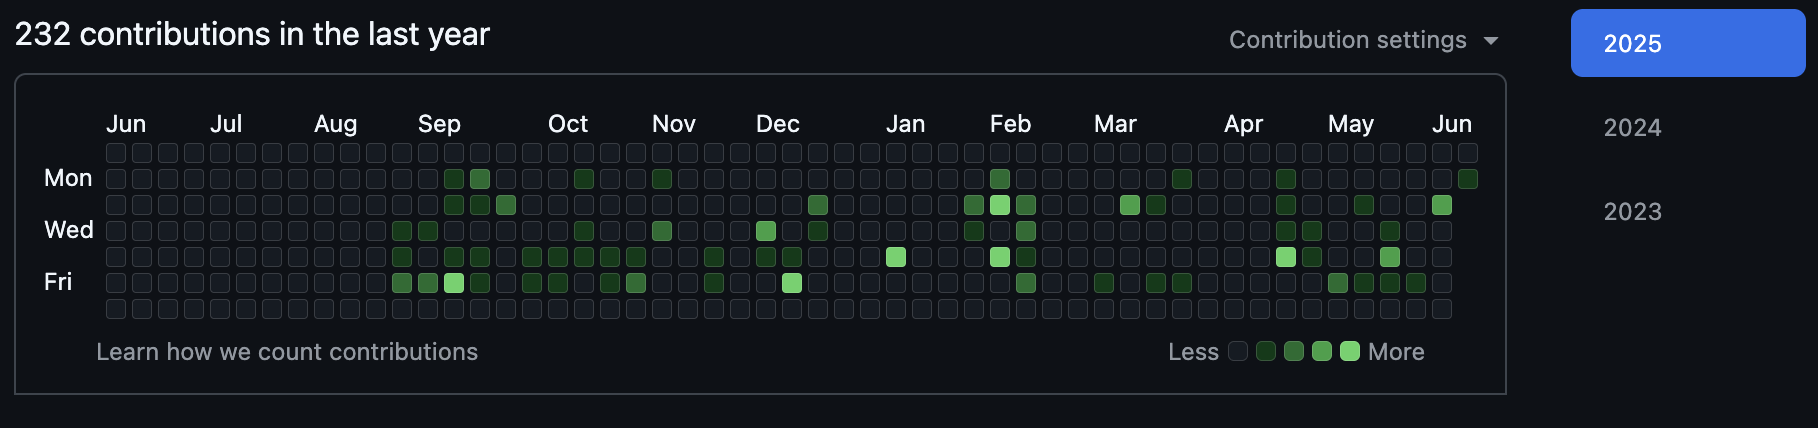 232 contributions in the last year
Contribution settings
2025
2024
2023
Jun Jul Aug Sep Oct Nov Dec Jan Feb Mar Apr May Jun
Mon
Wed
Fri
Learn how we count contributions
Less More